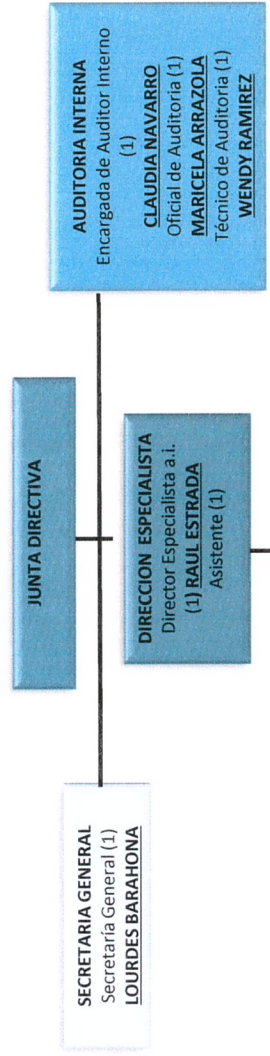 JUNTA DIRECTIVA
SECRETARIA GENERAL
Secretaría General (1)
LOURDES BARAHONA
AUDITORIA INTERNA
Encargada de Auditor Interno
(1)
CLAUDIA NAVARRO
Oficial de Auditoria (1)
MARICELA ARRAZOLA
Técnico de Auditoria (1)
WENDY RAMIREZ
DIRECCION ESPECIALISTA
Director Especialista a.i.
(1) RAUL ESTRADA
Asistente (1)